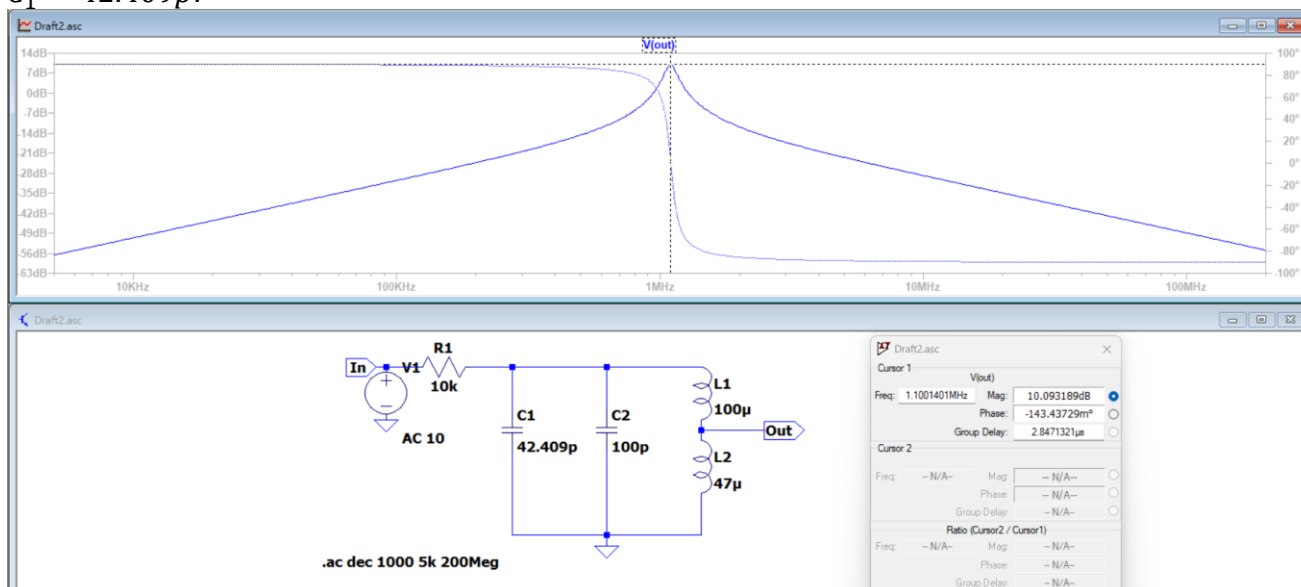 Draft2.asc
V(out)
14dB
7dB
0dB
-7dB
-14dB
-21dB
-28dB
-35dB
-42dB
-49dB
-56dB
-63dB
100°
80°
60°
40°
20°
0°
-20°
-40°
-60°
-80°
-100°
10KHz 100KHz 1MHz 10MHz 100MHz
Draft2.asc
In
V1
AC 10
R1
10k
C1
42.409p
C2
100p
L1
100µ
Out
L2
47µ
.ac dec 1000 5k 200Meg
Draft2.asc
Cursor 1
V(out)
Freq: 1.1001401MHz Mag: 10.093189dB
Phase: -143.43729m°
Group Delay: 2.8471321µs
Cursor 2
Freq: -- N/A-- Mag: -- N/A--
Phase: -- N/A--
Group Delay: -- N/A--
Ratio (Cursor2 / Cursor1)
Freq: -- N/A-- Mag: -- N/A--
Phase: -- N/A--
Group Delay: -- N/A--